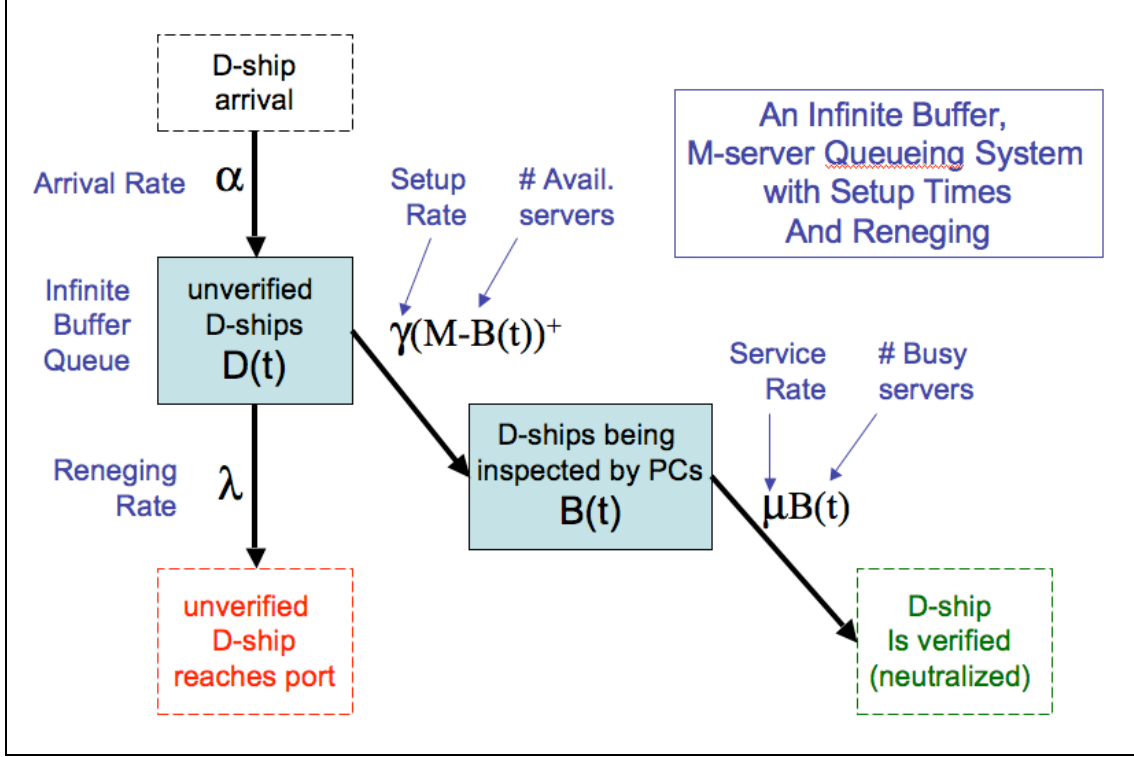 D-ship
arrival
An Infinite Buffer,
M-server Queueing System
with Setup Times
And Reneging
Arrival Rate
α
Setup
Rate
# Avail.
servers
Infinite
Buffer
Queue
unverified
D-ships
D(t)
γ(M-B(t))⁺
Service
Rate
# Busy
servers
D-ships being
inspected by PCs
B(t)
μB(t)
Reneging
Rate
λ
unverified
D-ship
reaches port
D-ship
Is verified
(neutralized)